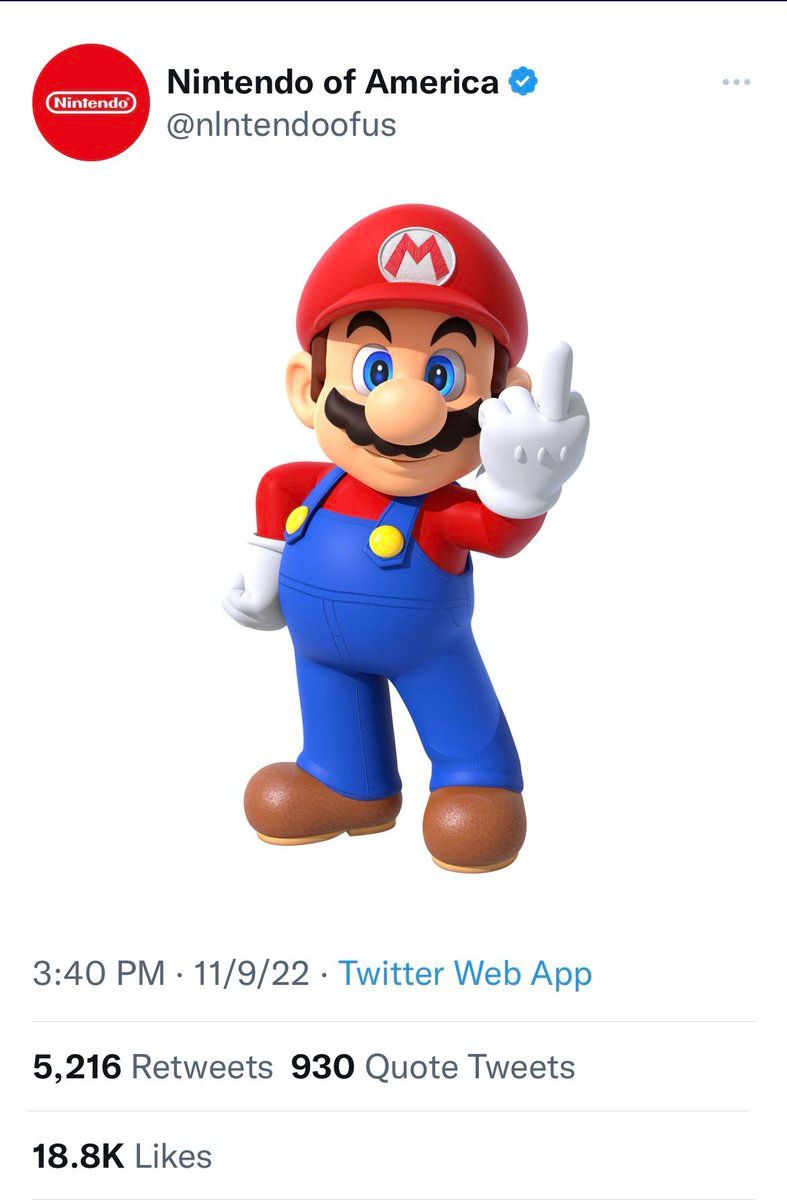 Nintendo
Nintendo of America
@nIntendoofus
M
3:40 PM · 11/9/22 · Twitter Web App
5,216 Retweets 930 Quote Tweets
18.8K Likes